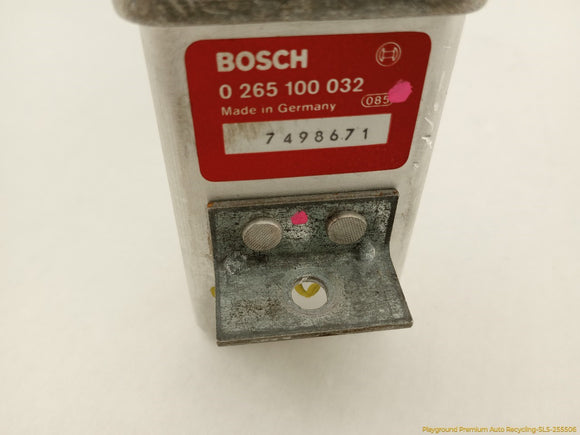 BOSCH
0 265 100 032
Made in Germany
085
7498671
Playground Premium Auto Recycling-SLS-255506